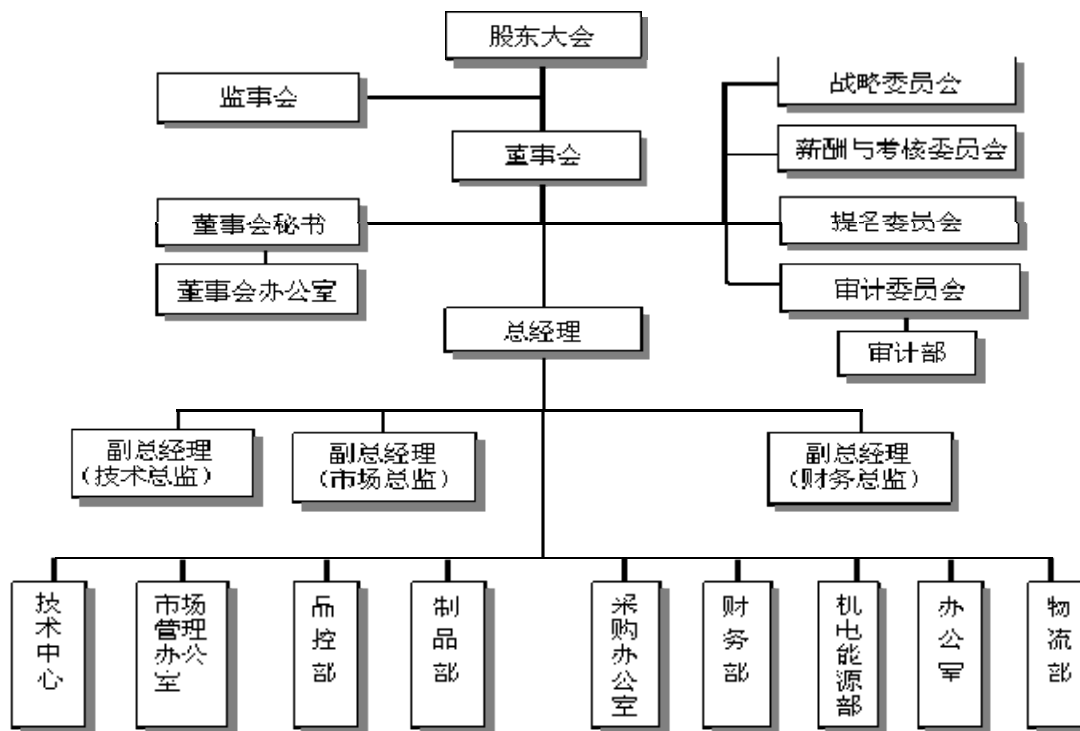 股东大会
监事会
战略委员会
董事会
薪酬与考核委员会
董事会秘书
提名委员会
董事会办公室
审计委员会
总经理
审计部
副总经理
（技术总监）
副总经理
（市场总监）
副总经理
（财务总监）
技术中心
市场
管理
办公
室
品控部
制品部
采购办公室
财务部
机电能源部
办公室
物流部